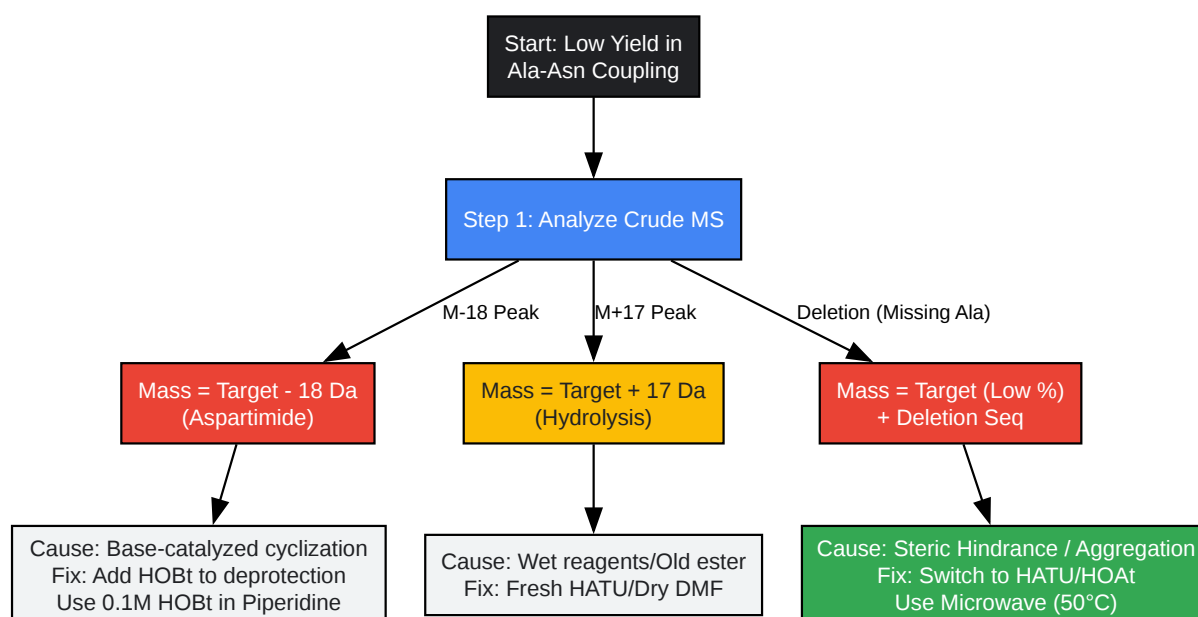 Start: Low Yield in
Ala-Asn Coupling
Step 1: Analyze Crude MS
M-18 Peak
M+17 Peak
Deletion (Missing Ala)
Mass = Target - 18 Da
(Aspartimide)
Mass = Target + 17 Da
(Hydrolysis)
Mass = Target (Low %)
+ Deletion Seq
Cause: Base-catalyzed cyclization
Fix: Add HOBt to deprotection
Use 0.1M HOBt in Piperidine
Cause: Wet reagents/Old ester
Fix: Fresh HATU/Dry DMF
Cause: Steric Hindrance / Aggregation
Fix: Switch to HATU/HOAt
Use Microwave (50°C)